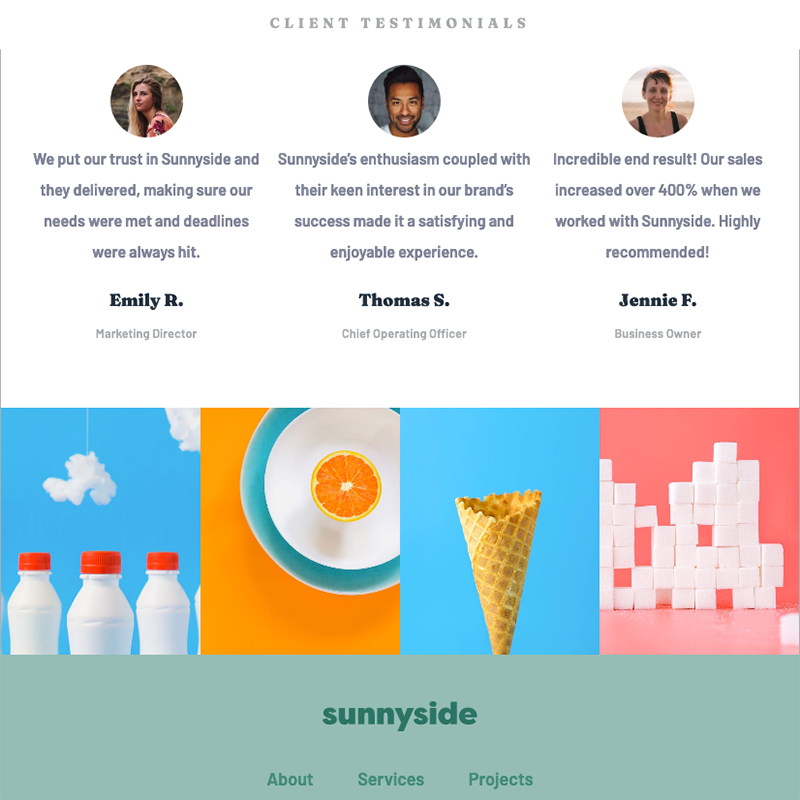 CLIENT TESTIMONIALS
We put our trust in Sunnyside and
they delivered, making sure our
needs were met and deadlines
were always hit.
Emily R.
Marketing Director
Sunnyside’s enthusiasm coupled with
their keen interest in our brand’s
success made it a satisfying and
enjoyable experience.
Thomas S.
Chief Operating Officer
Incredible end result! Our sales
increased over 400% when we
worked with Sunnyside. Highly
recommended!
Jennie F.
Business Owner
sunnyside
About Services Projects